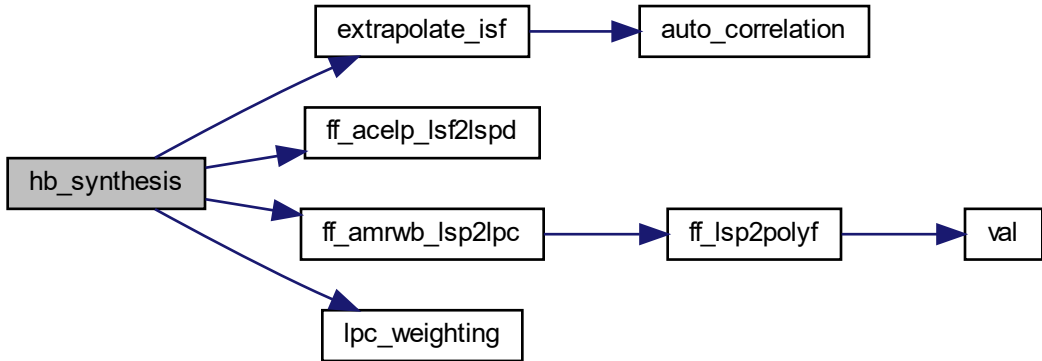 extrapolate_isf
auto_correlation
ff_acelp_lsf2lspd
hb_synthesis
ff_amrwb_lsp2lpc
ff_lsp2polyf
val
lpc_weighting